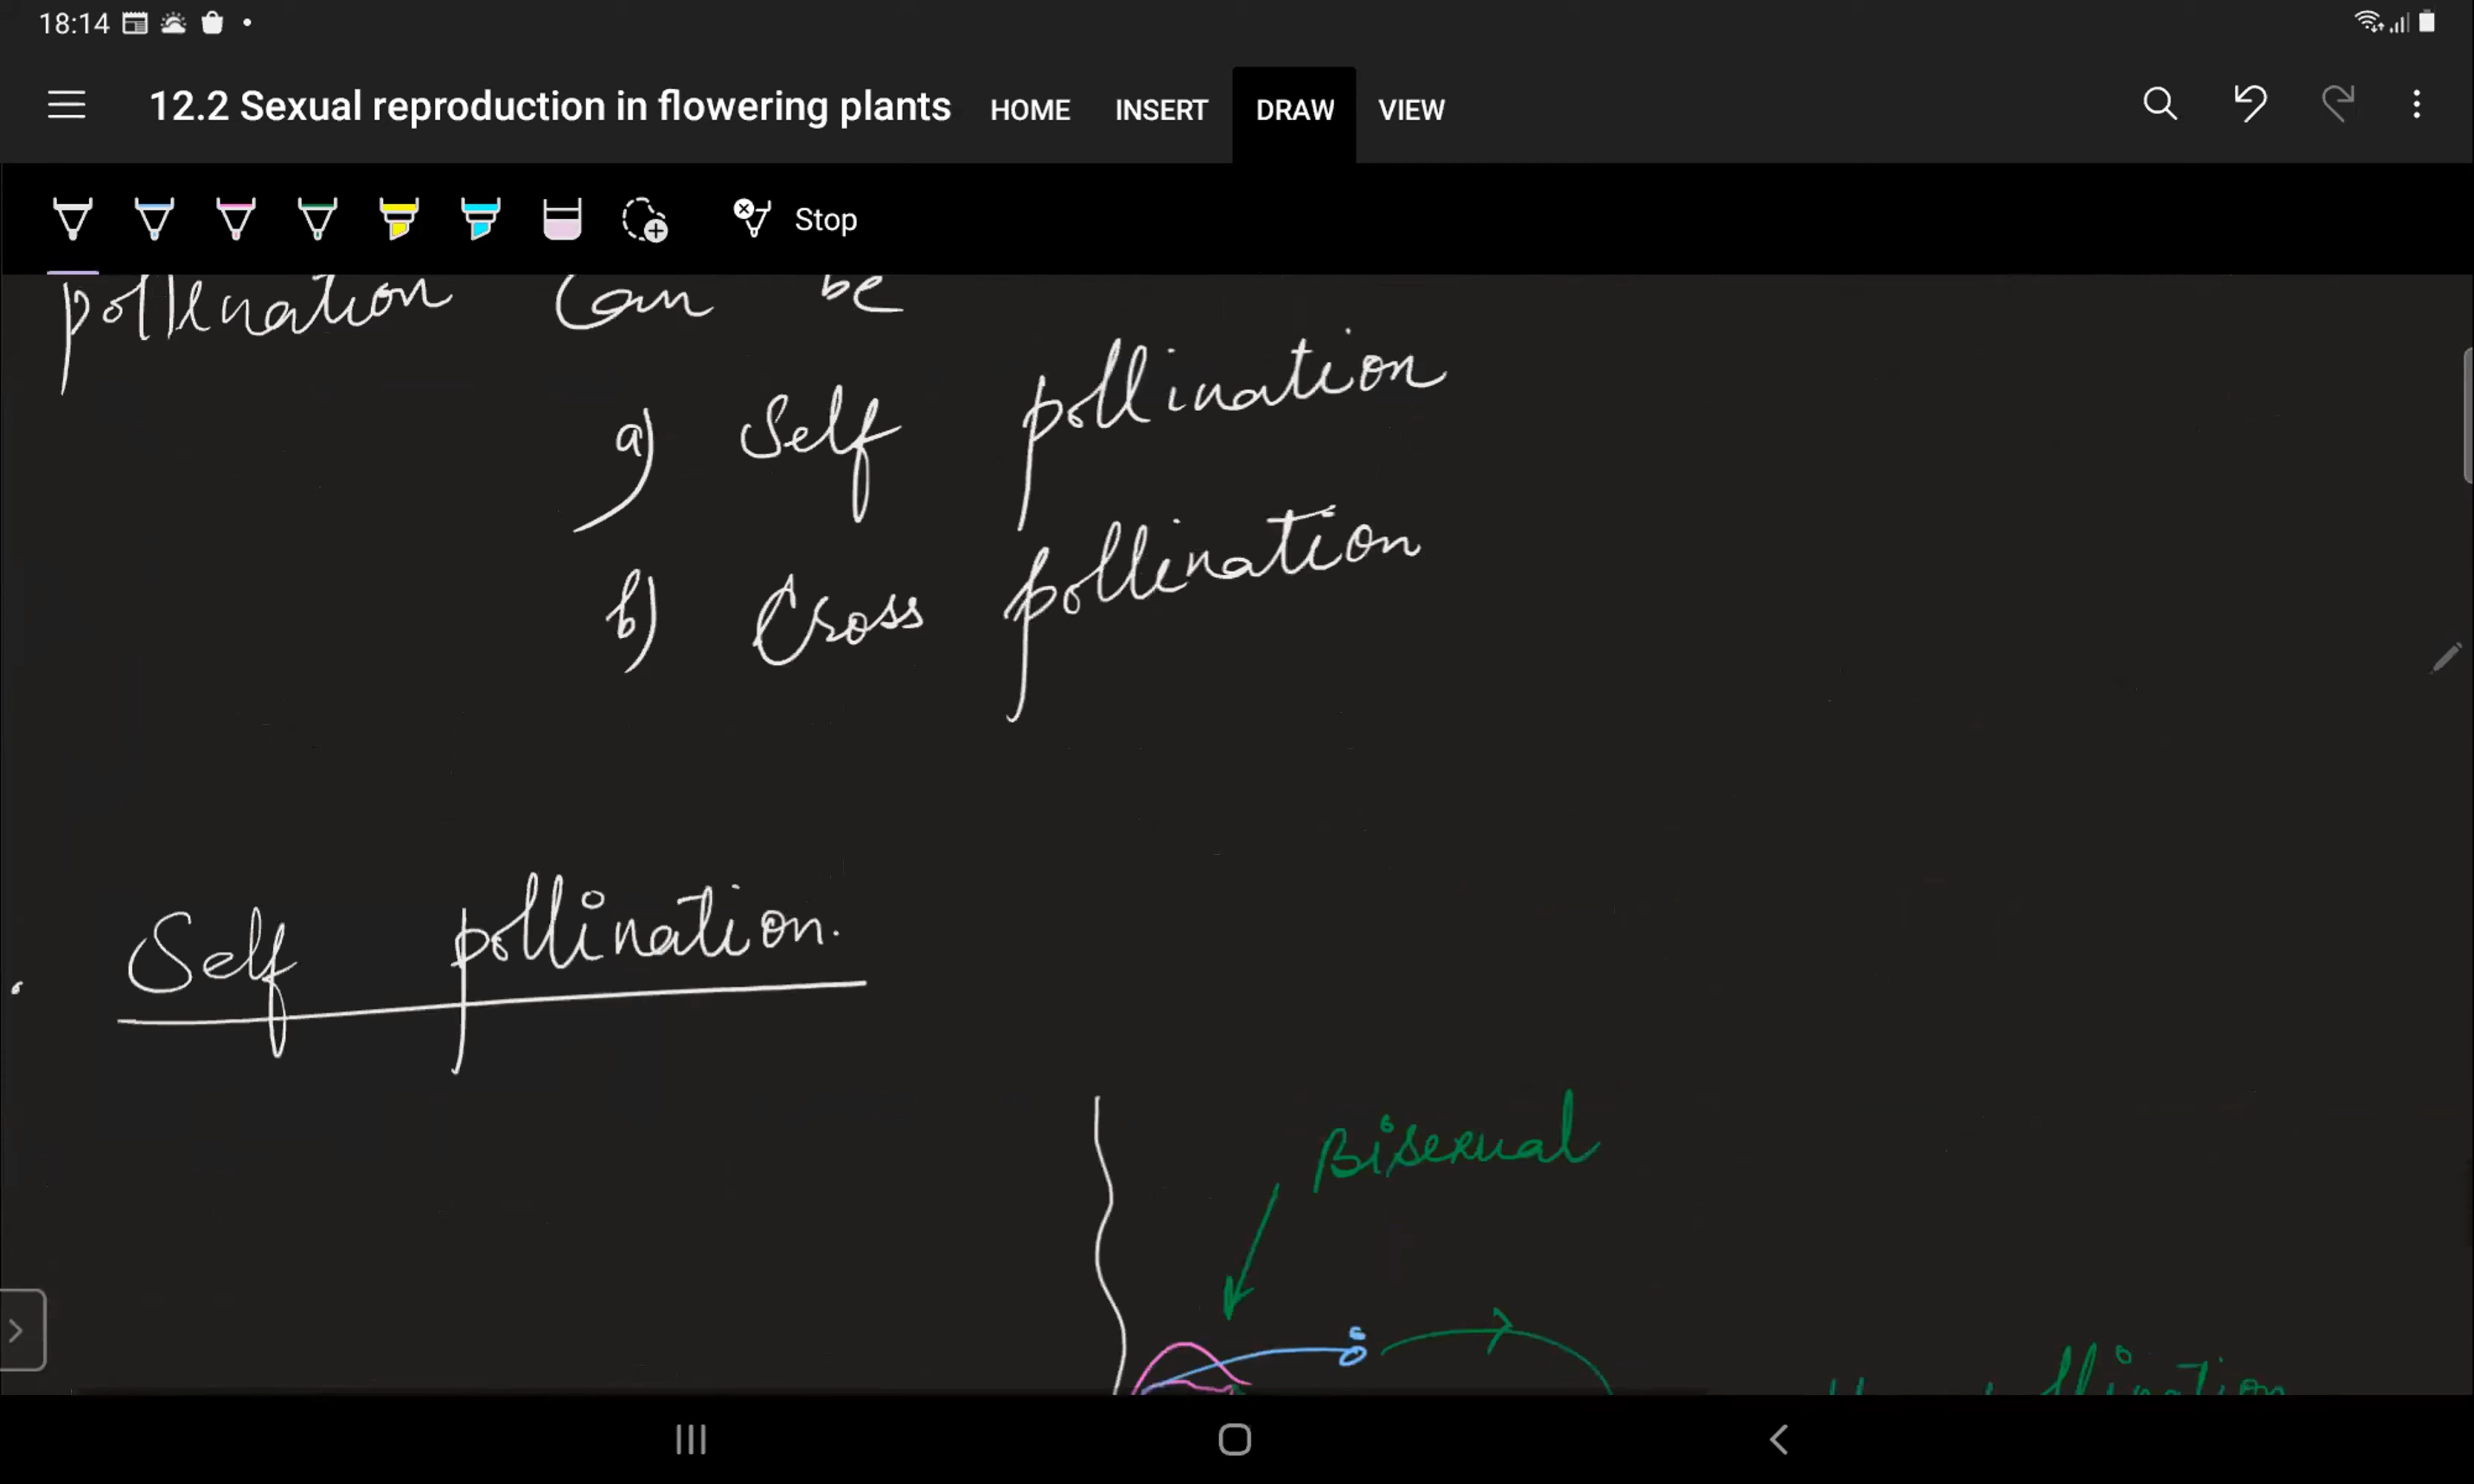 18:14
12.2 Sexual reproduction in flowering plants HOME INSERT DRAW VIEW
Stop
pollination can be
a) Self pollination
b) Cross pollination
Self pollination.
Bisexual
pollination